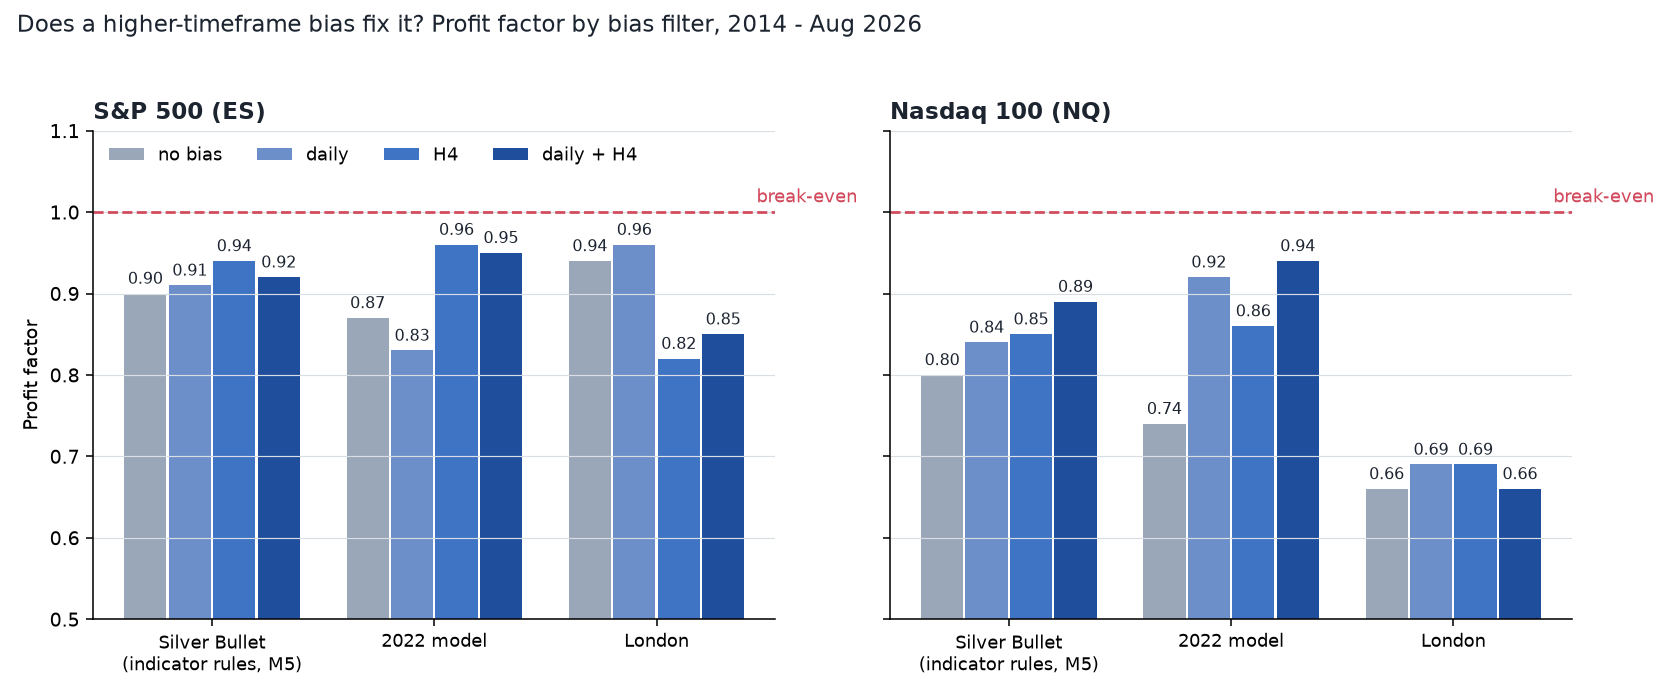 Does a higher-timeframe bias fix it? Profit factor by bias filter, 2014 - Aug 2026
S&P 500 (ES)
no bias daily H4 daily + H4
break-even
Profit factor
1.1
1.0
0.9
0.8
0.7
0.6
0.5
0.90 0.91 0.94 0.92
0.87 0.83 0.96 0.95
0.94 0.96 0.82 0.85
Silver Bullet
(indicator rules, M5)
2022 model
London
Nasdaq 100 (NQ)
break-even
0.80 0.84 0.85 0.89
0.74 0.92 0.86 0.94
0.66 0.69 0.69 0.66
Silver Bullet
(indicator rules, M5)
2022 model
London